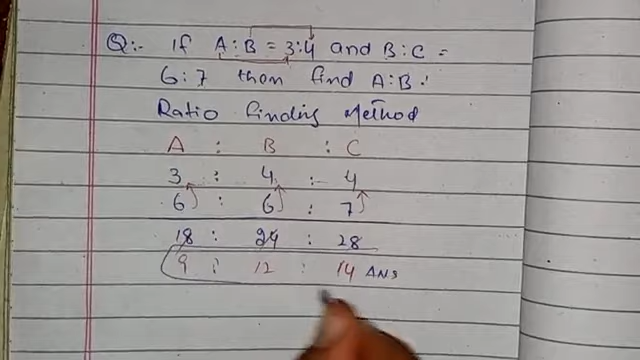 Q:- If A:B = 3:4 and B:C =
6:7 then find A:B:
Ratio finding Method
A : B : C
3 : 4 : 4
6 : 6 : 7
18 : 24 : 28
9 : 12 : 14 Ans